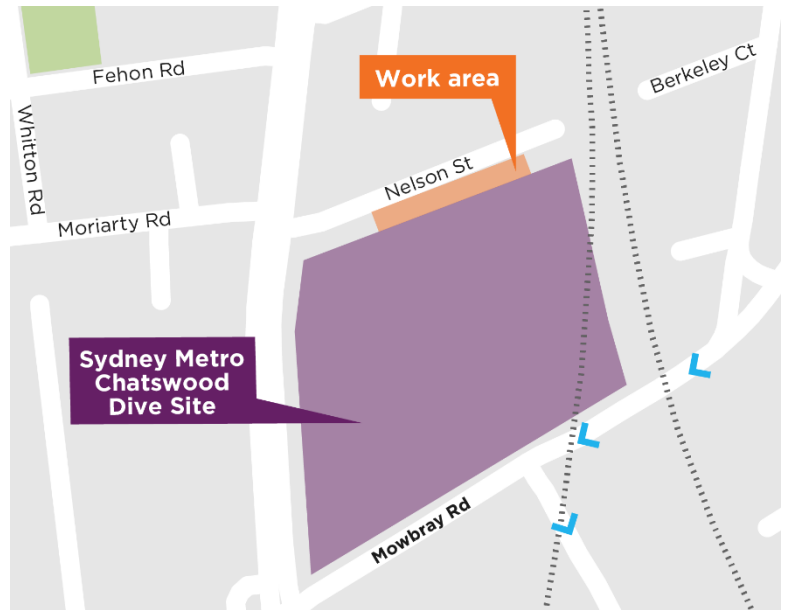 Fehon Rd
Work area
Berkeley Ct
Whitton Rd
Nelson St
Moriarty Rd
Sydney Metro
Chatswood
Dive Site
Mowbray Rd